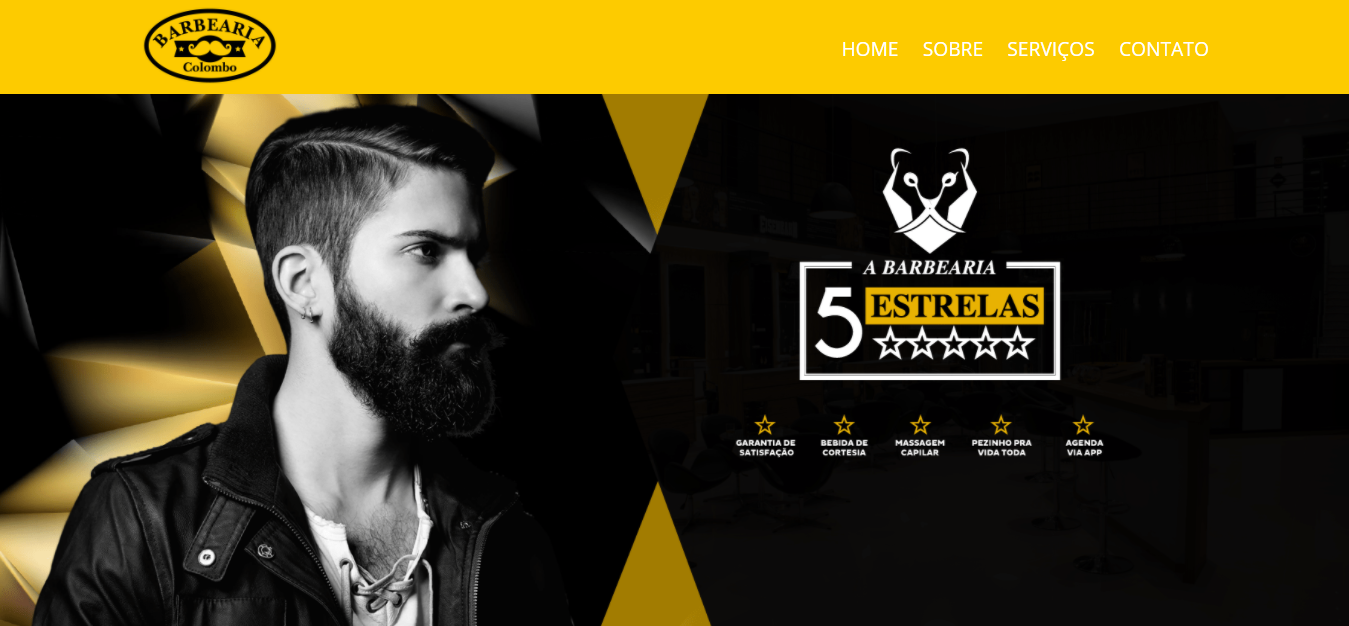 BARBEARIA
Colombo
HOME SOBRE SERVIÇOS CONTATO
A BARBEARIA
5 ESTRELAS
GARANTIA DE
SATISFAÇÃO
BEBIDA DE
CORTESIA
MASSAGEM
CAPILAR
PEZINHO PRA
VIDA TODA
AGENDA
VIA APP